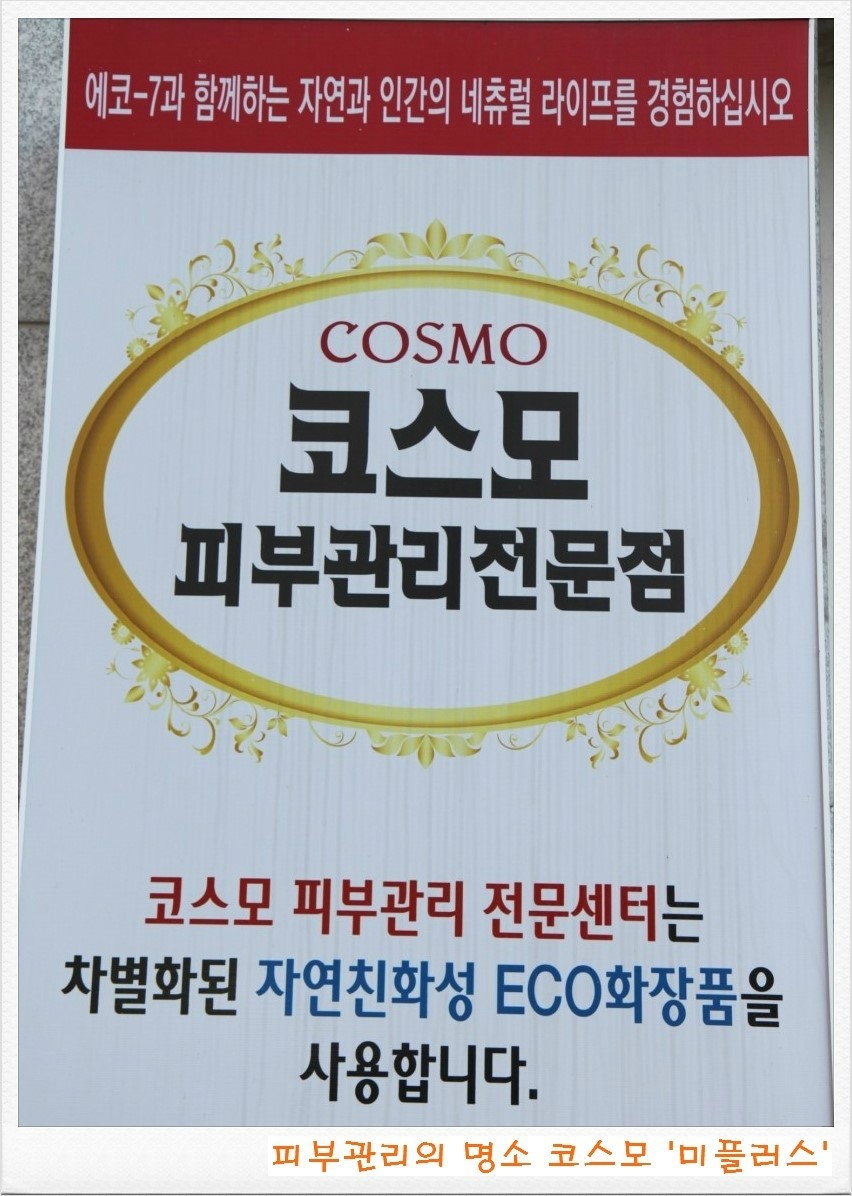 에코-7과 함께하는 자연과 인간의 네츄럴 라이프를 경험하십시오
COSMO
코스모
피부관리전문점
코스모 피부관리 전문센터는
차별화된 자연친화성 ECO화장품을
사용합니다.
피부관리의 명소 코스모 '미플러스'